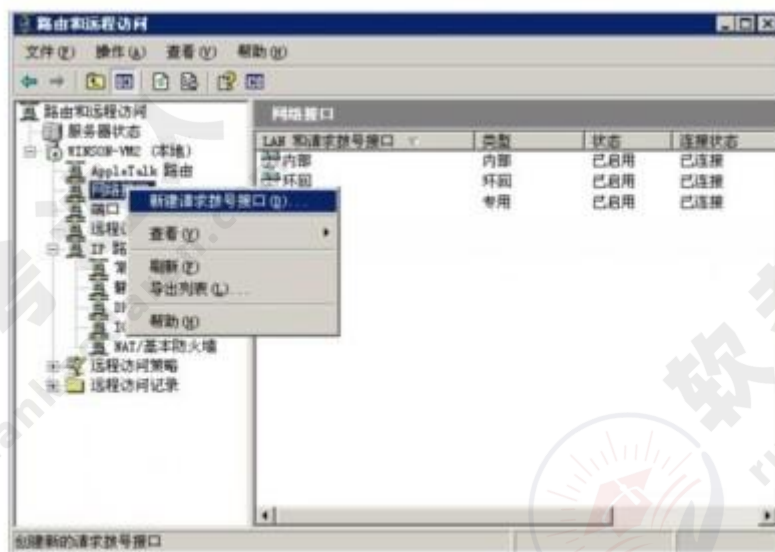 路由和远程访问
文件(F) 操作(A) 查看(V) 帮助(H)
路由和远程访问
服务器状态
WINSON-VM2 (本地)
AppleTalk 路由
网络
端口
远程
IP 路
NAT/基本防火墙
远程访问策略
远程访问记录
新建请求拨号接口(D)...
查看(V)
刷新(F)
导出列表(L)...
帮助(H)
网络接口
LAN 和请求拨号接口 类型 状态 连接状态
内部 内部 已启用 已连接
环回 环回 已启用 已连接
专用 已启用 已连接
创建新的请求拨号接口